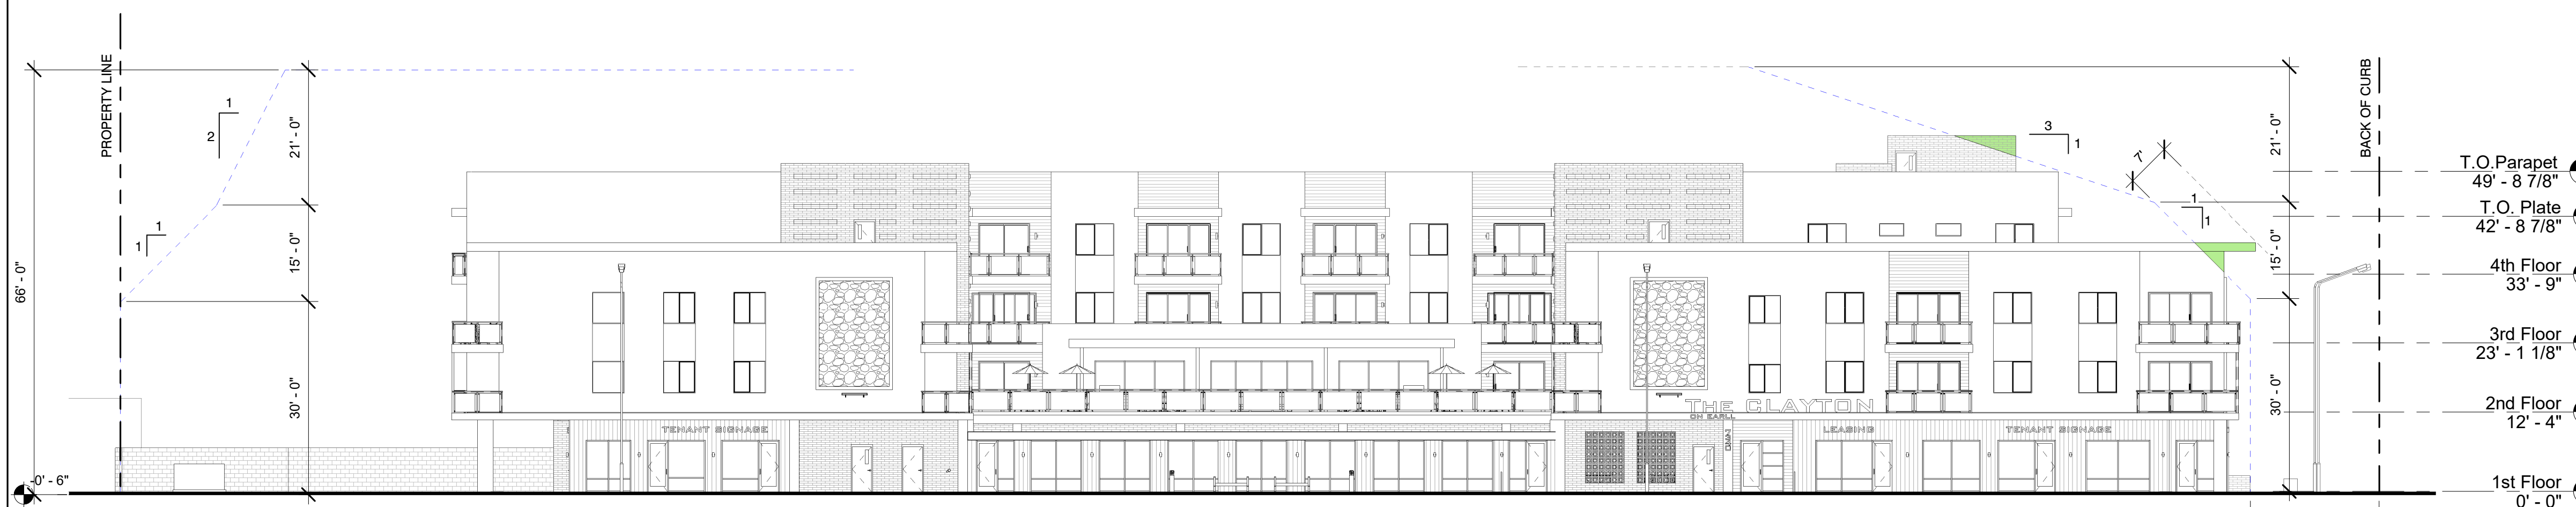 PROPERTY LINE
66' - 0"
1
2
1
1
21' - 0"
15' - 0"
30' - 0"
-0' - 6"
TENANT SIGNAGE
THE CLAYTON
ON EARLL
LEASING
TENANT SIGNAGE
3
1
7'
1
1
21' - 0"
15' - 0"
30' - 0"
BACK OF CURB
T.O.Parapet
49' - 8 7/8"
T.O. Plate
42' - 8 7/8"
4th Floor
33' - 9"
3rd Floor
23' - 1 1/8"
2nd Floor
12' - 4"
1st Floor
0' - 0"